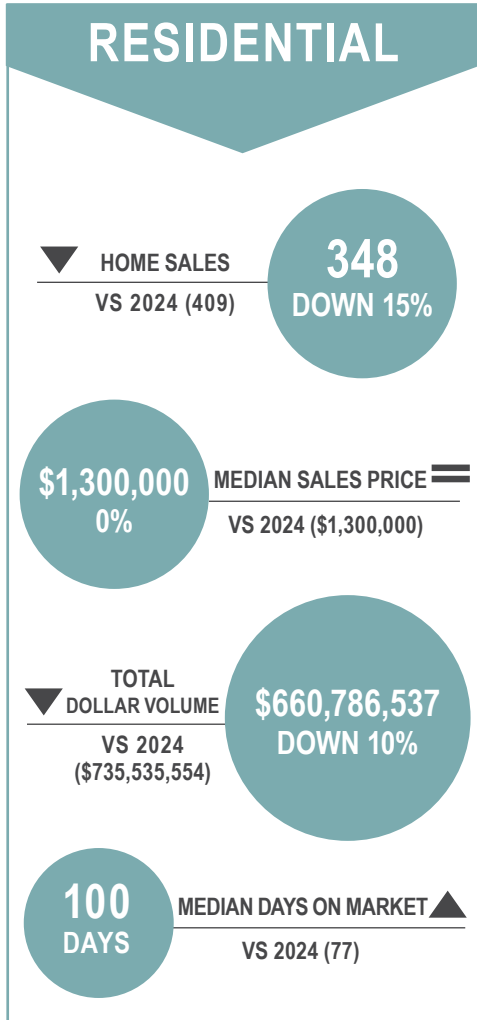 RESIDENTIAL
HOME SALES
VS 2024 (409)
348
DOWN 15%
$1,300,000
0%
MEDIAN SALES PRICE
VS 2024 ($1,300,000)
TOTAL
DOLLAR VOLUME
VS 2024
($735,535,554)
$660,786,537
DOWN 10%
100
DAYS
MEDIAN DAYS ON MARKET
VS 2024 (77)